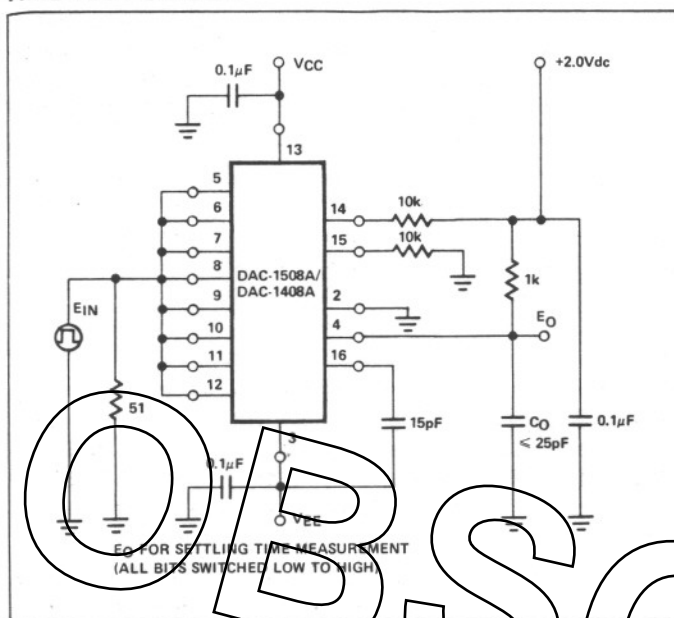 0.1μF
VCC
+2.0Vdc
13
5
6
7
8
9
10
11
12
14
15
2
4
16
10k
10k
1k
DAC-1508A/
DAC-1408A
EIN
EO
51
15pF
CO
≤ 25pF
0.1μF
3
0.1μF
VEE
EO FOR SETTLING TIME MEASUREMENT
(ALL BITS SWITCHED LOW TO HIGH)
OBSO